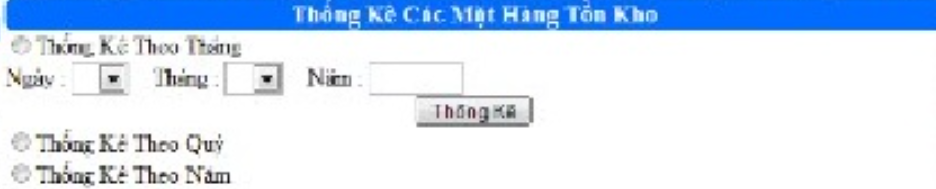 Thống Kê Các Mặt Hàng Tồn Kho
Thống Kê Theo Tháng
Ngày : Tháng : Năm :
Thống Kê
Thống Kê Theo Quý
Thống Kê Theo Năm